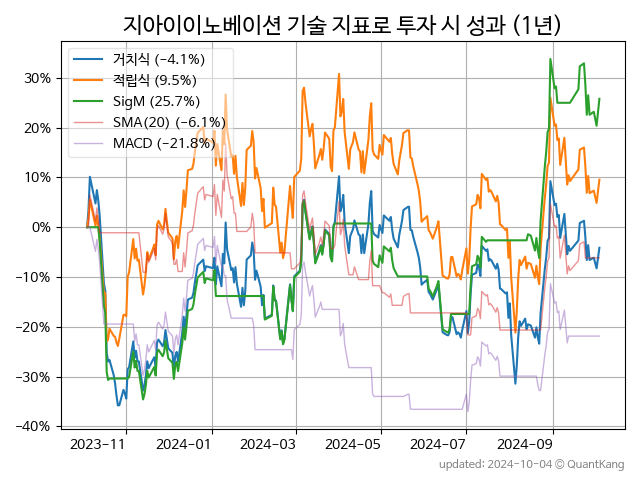 지아이이노베이션 기술 지표로 투자 시 성과 (1년)
거치식 (−4.1%)
적립식 (9.5%)
SigM (25.7%)
SMA(20) (−6.1%)
MACD (−21.8%)
30%
20%
10%
0%
−10%
−20%
−30%
−40%
2023−11 2024−01 2024−03 2024−05 2024−07 2024−09
updated: 2024-10-04 © QuantKang